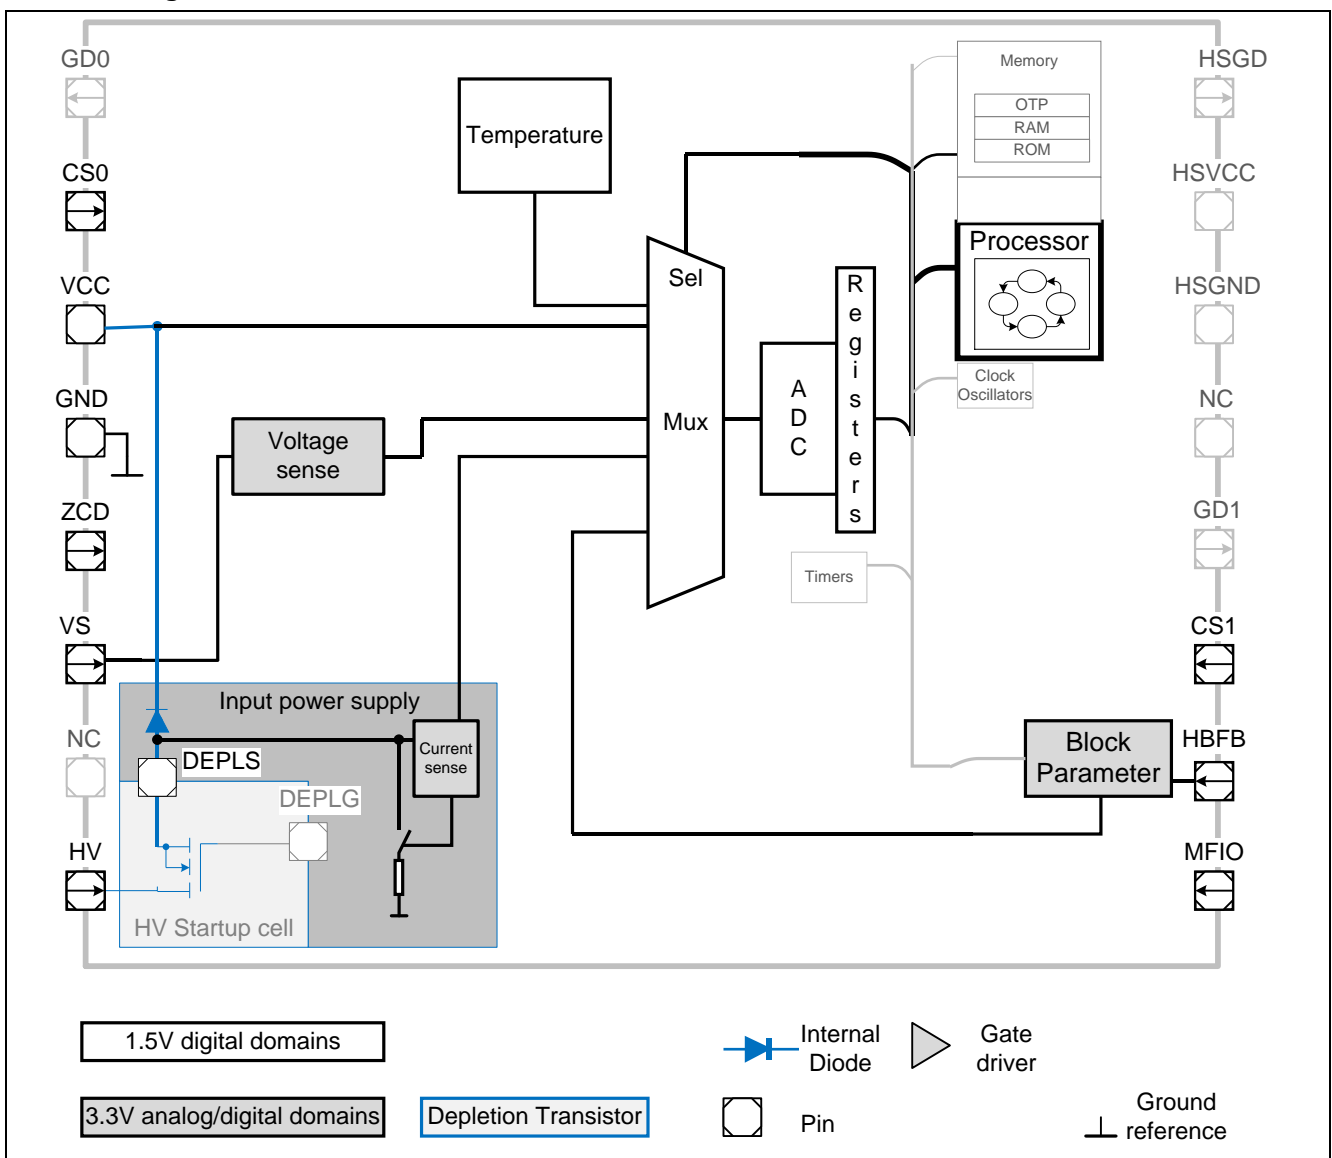 GD0
HSGD
Memory
OTP
RAM
ROM
Temperature
CS0
HSVCC
Processor
VCC
Sel
HSGND
Registers
GND
Clock
Oscillators
NC
ADC
Mux
Voltage
sense
ZCD
GD1
Timers
VS
CS1
Input power supply
NC
Current
sense
DEPLS
Block
Parameter
HBFB
DEPLG
HV
MFIO
HV Startup cell
1.5V digital domains
Internal
Diode
Gate
driver
3.3V analog/digital domains
Depletion Transistor
Pin
Ground
reference